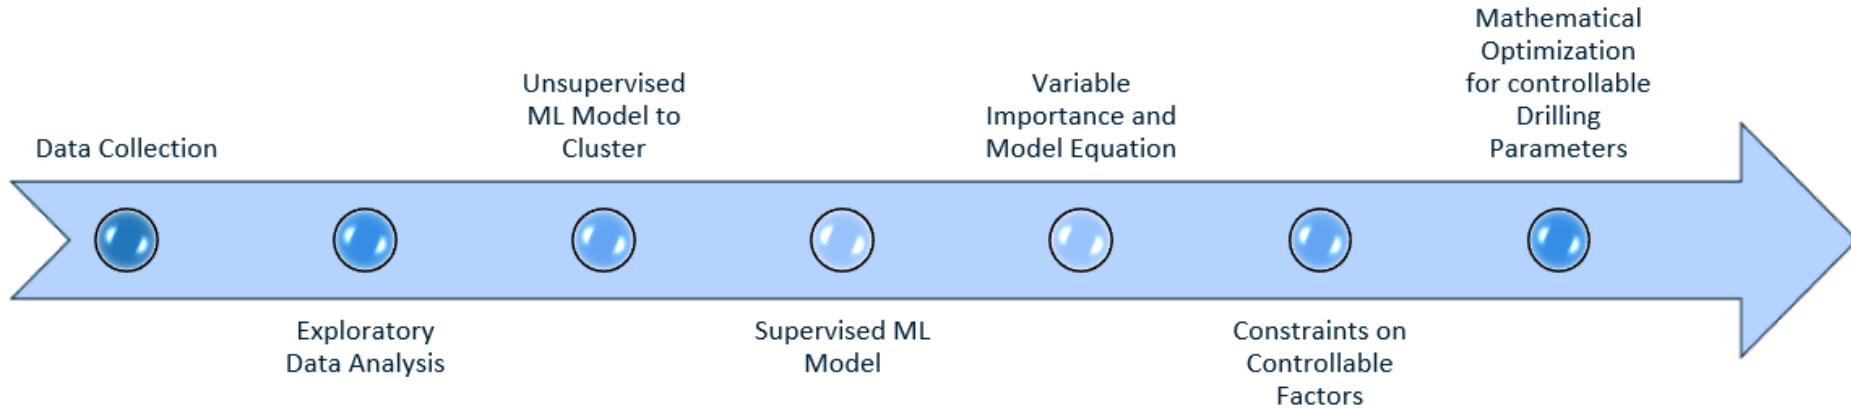 Data Collection
Exploratory
Data Analysis
Unsupervised
ML Model to
Cluster
Supervised ML
Model
Variable
Importance and
Model Equation
Constraints on
Controllable
Factors
Mathematical
Optimization
for controllable
Drilling
Parameters